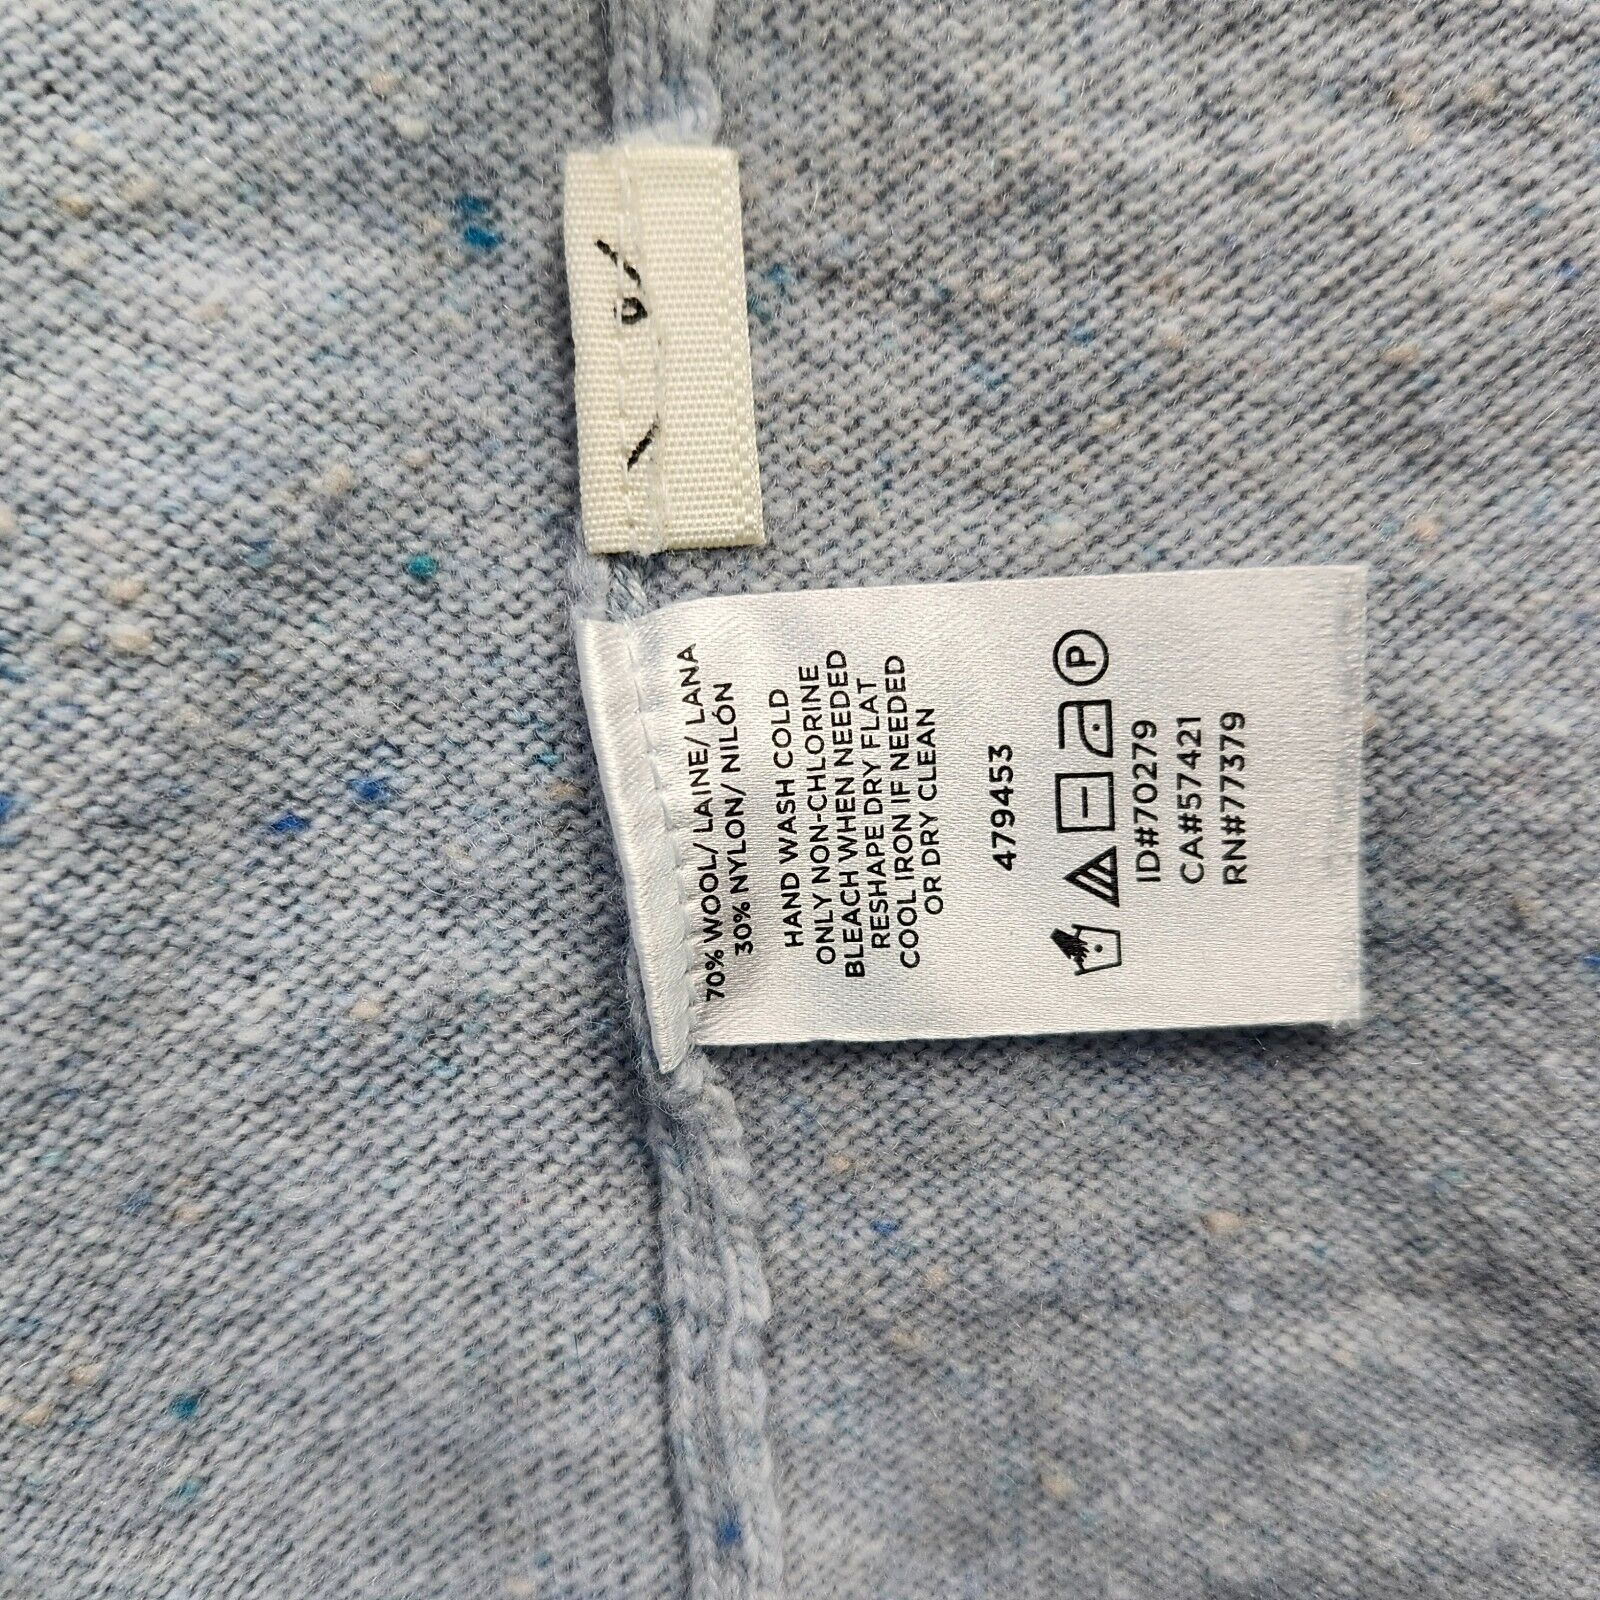 70% WOOL/ LAINE/ LANA
30% NYLON/ NILÓN
HAND WASH COLD
ONLY NON-CHLORINE
BLEACH WHEN NEEDED
RESHAPE DRY FLAT
COOL IRON IF NEEDED
OR DRY CLEAN
4794453
P
ID#70279
CA#57421
RN#77379